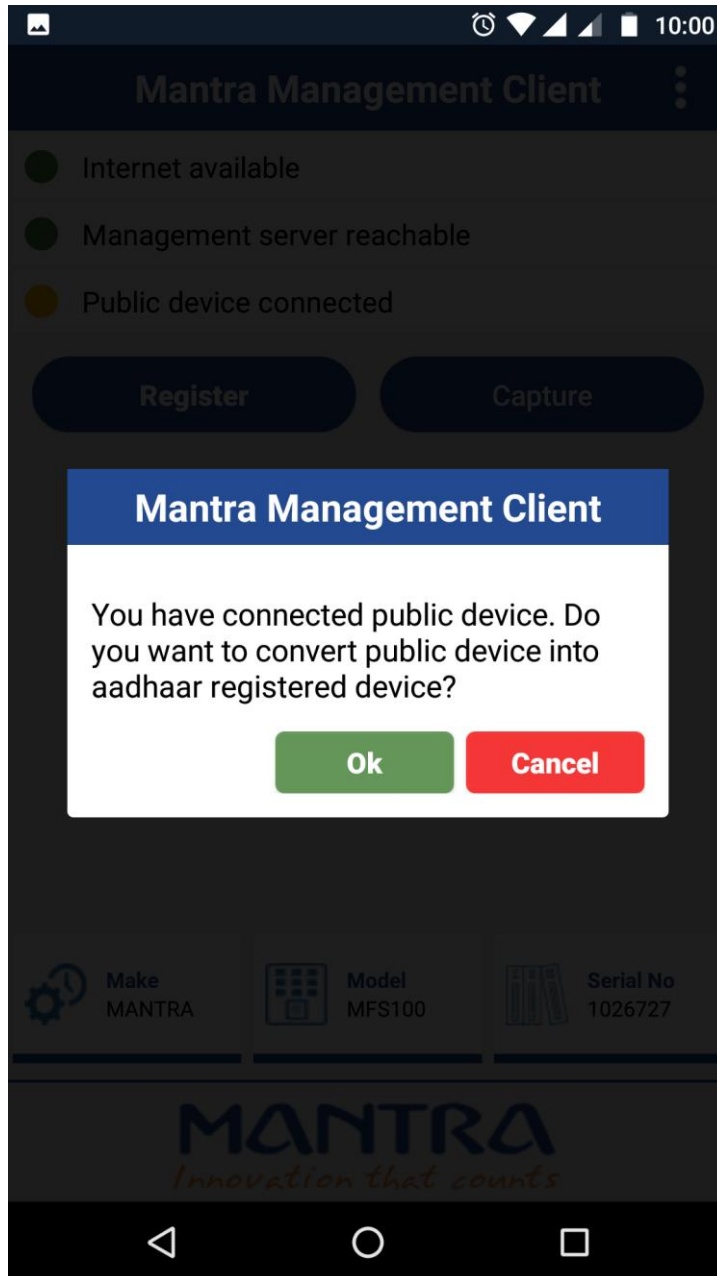 10:00
Mantra Management Client
Internet available
Management server reachable
Public device connected
Register
Capture
Mantra Management Client
You have connected public device. Do
you want to convert public device into
aadhaar registered device?
Ok
Cancel
Make
MANTRA
Model
MFS100
Serial No
1026727
MANTRA
Innovation that counts